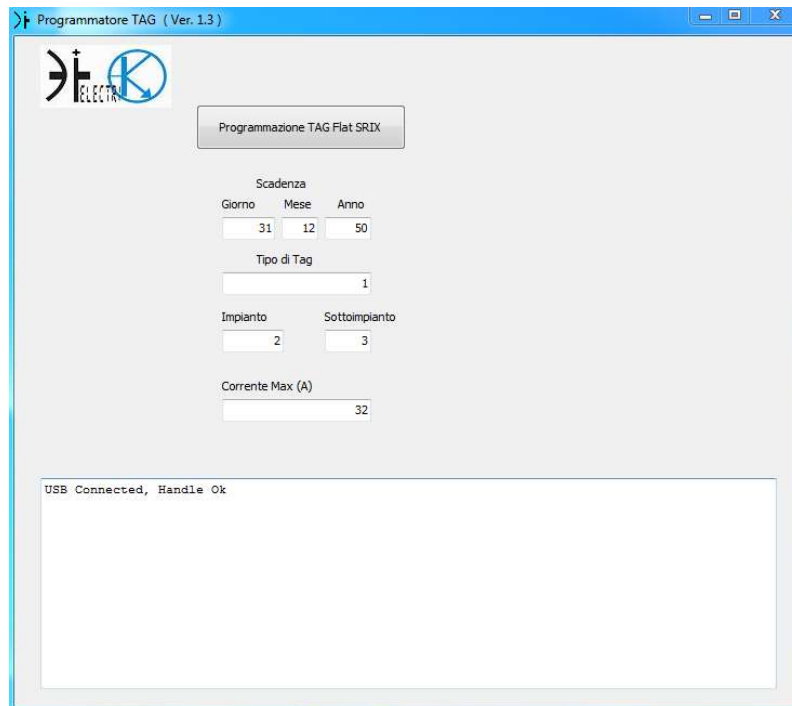 Programmatore TAG ( Ver. 1.3 )
ELECTR
Programmazione TAG Flat SRIX
Scadenza
Giorno Mese Anno
31 12 50
Tipo di Tag
1
Impianto Sottoimpianto
2 3
Corrente Max (A)
32
USB Connected, Handle Ok